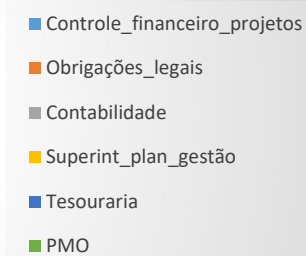 Controle_financeiro_projetos
Obrigações_legais
Contabilidade
Superint_plan_gestão
Tesouraria
PMO